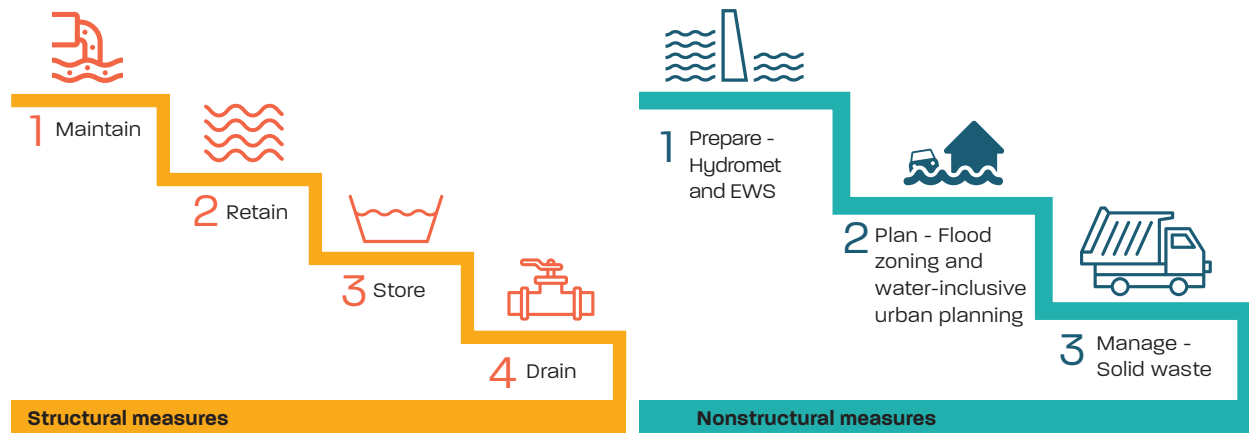 1 Maintain
2 Retain
3 Store
4 Drain
Structural measures
1 Prepare -
Hydromet
and EWS
2 Plan - Flood
zoning and
water-inclusive
urban planning
3 Manage -
Solid waste
Nonstructural measures